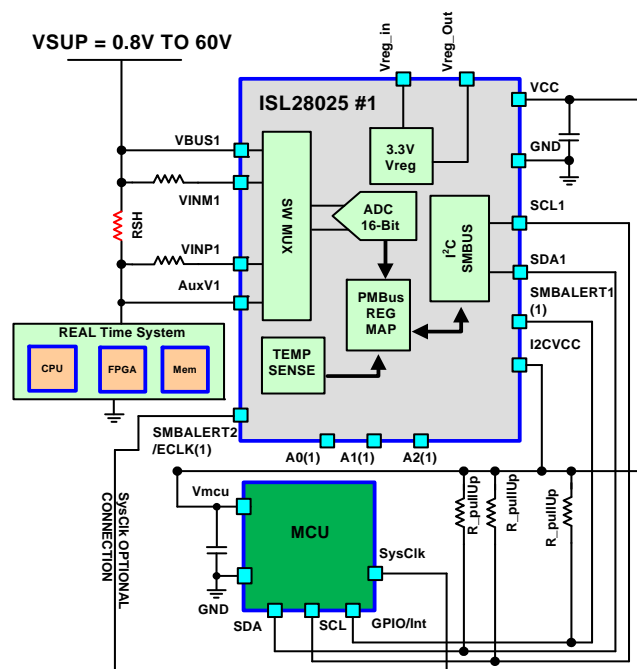 VSUP = 0.8V TO 60V
Vreg_in
Vreg_Out
ISL28025 #1
VCC
VBUS1
3.3V
Vreg
GND
VINM1
SW MUX
ADC
16-Bit
SCL1
RSH
I²C
SMBUS
VINP1
SDA1
AuxV1
PMBus
REG
MAP
SMBALERT1
(1)
REAL Time System
CPU
FPGA
Mem
TEMP
SENSE
I2CVCC
SMBALERT2
/ECLK(1)
A0(1)
A1(1)
A2(1)
SysClk OPTIONAL
CONNECTION
Vmcu
MCU
R_pullUp
R_pullUp
R_pullUp
SysClk
GND
SDA
SCL
GPIO/Int